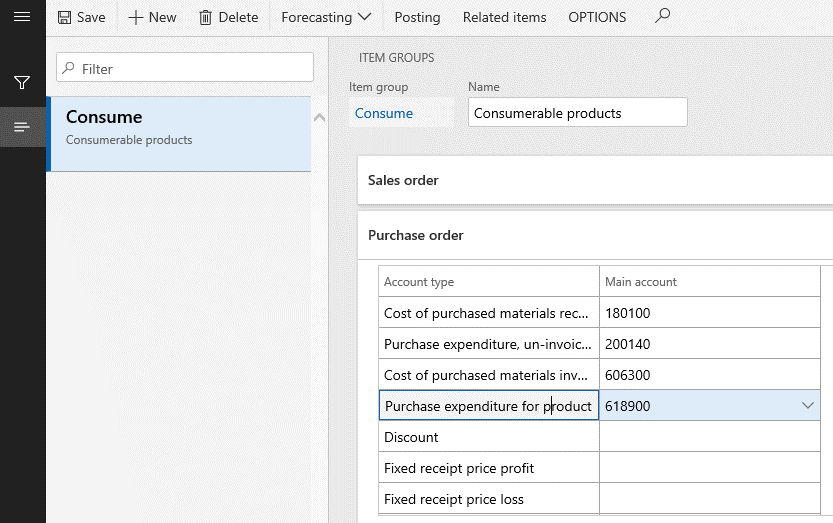 Save
New
Delete
Forecasting
Posting
Related items
OPTIONS
Filter
Consume
Consumerable products
ITEM GROUPS
Item group
Name
Consume
Consumerable products
Sales order
Purchase order
Account type
Main account
Cost of purchased materials rec...
180100
Purchase expenditure, un-invoic...
200140
Cost of purchased materials inv...
606300
Purchase expenditure for product
618900
Discount
Fixed receipt price profit
Fixed receipt price loss